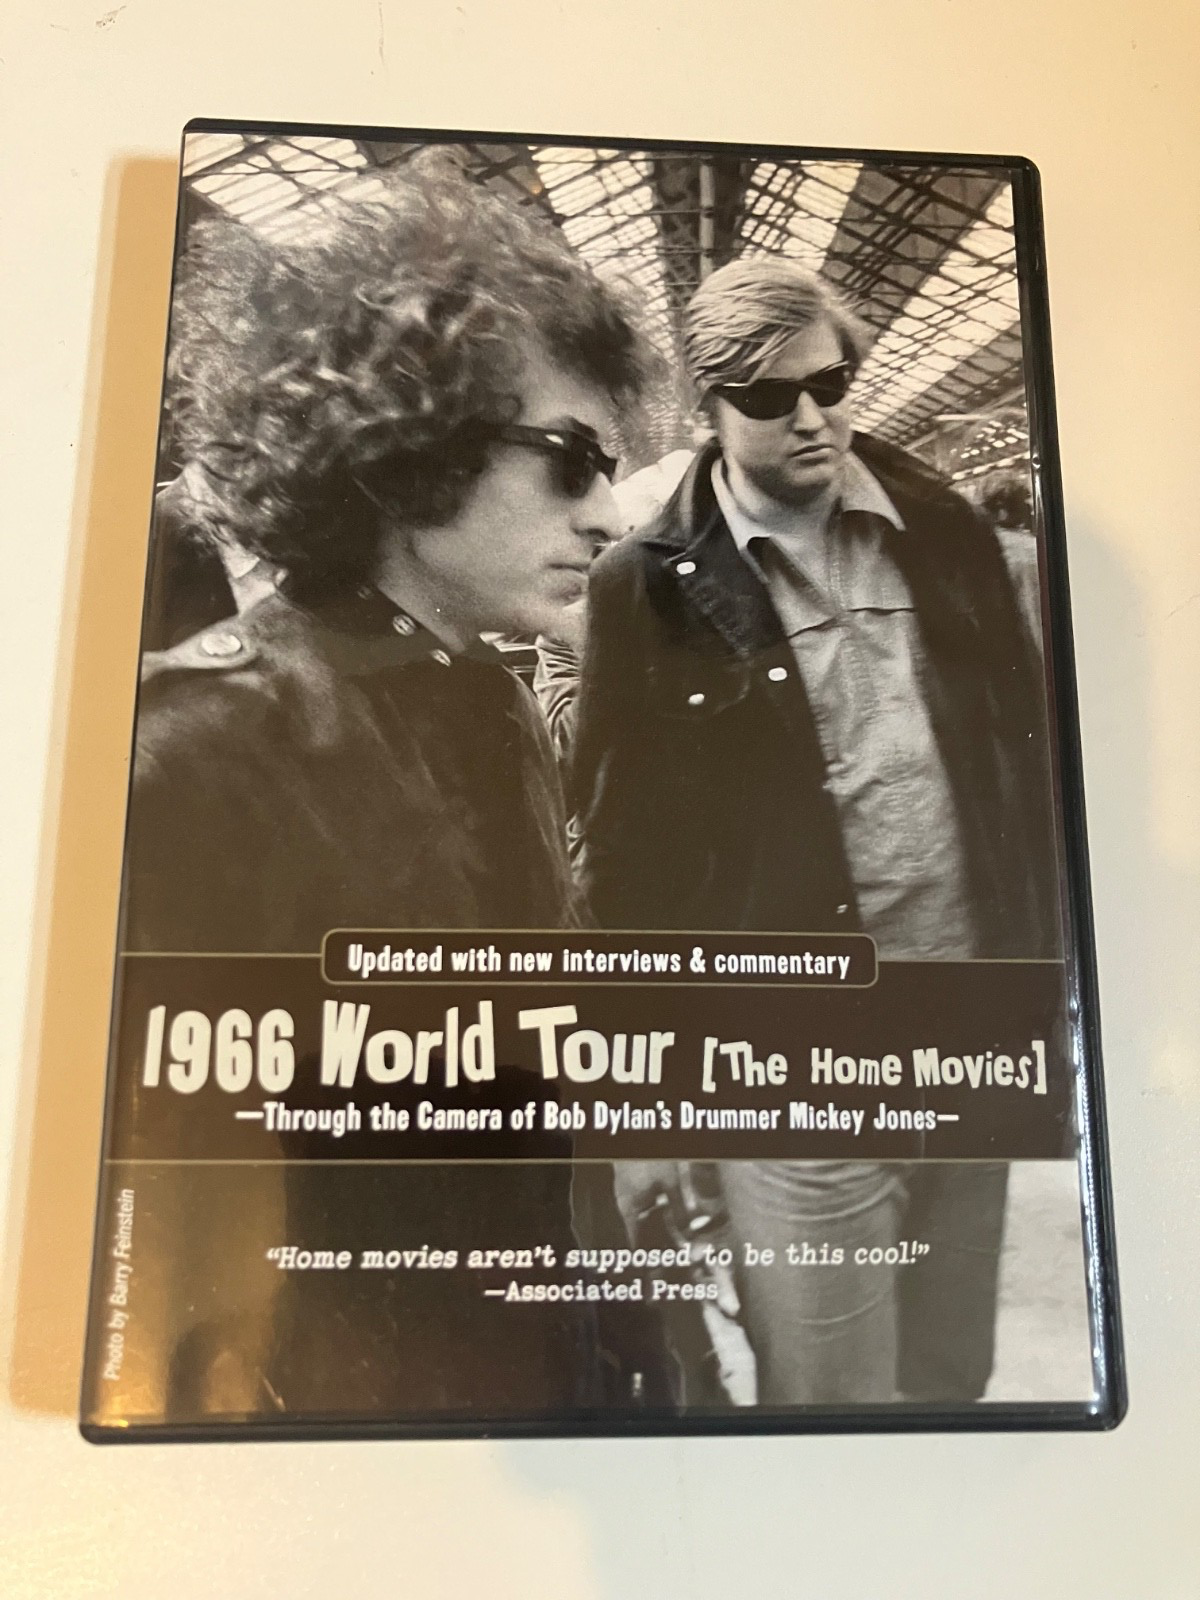 Updated with new interviews & commentary
1966 World Tour [The Home Movies]
—Through the Camera of Bob Dylan's Drummer Mickey Jones—
"Home movies aren't supposed to be this cool!"
—Associated Press
Photo by Barry Feinstein